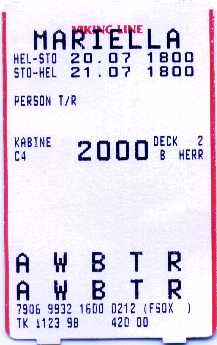 VIKING LINE
MARIELLA
HEL-STO 20.07 1800
STO-HEL 21.07 1800
PERSON T/R
KABINE 2000 DECK 2
C4 B HERR
A W B T R
A W B T R
7906 9932 1600 0212 (FSOX )
TK 1123 98 420 00